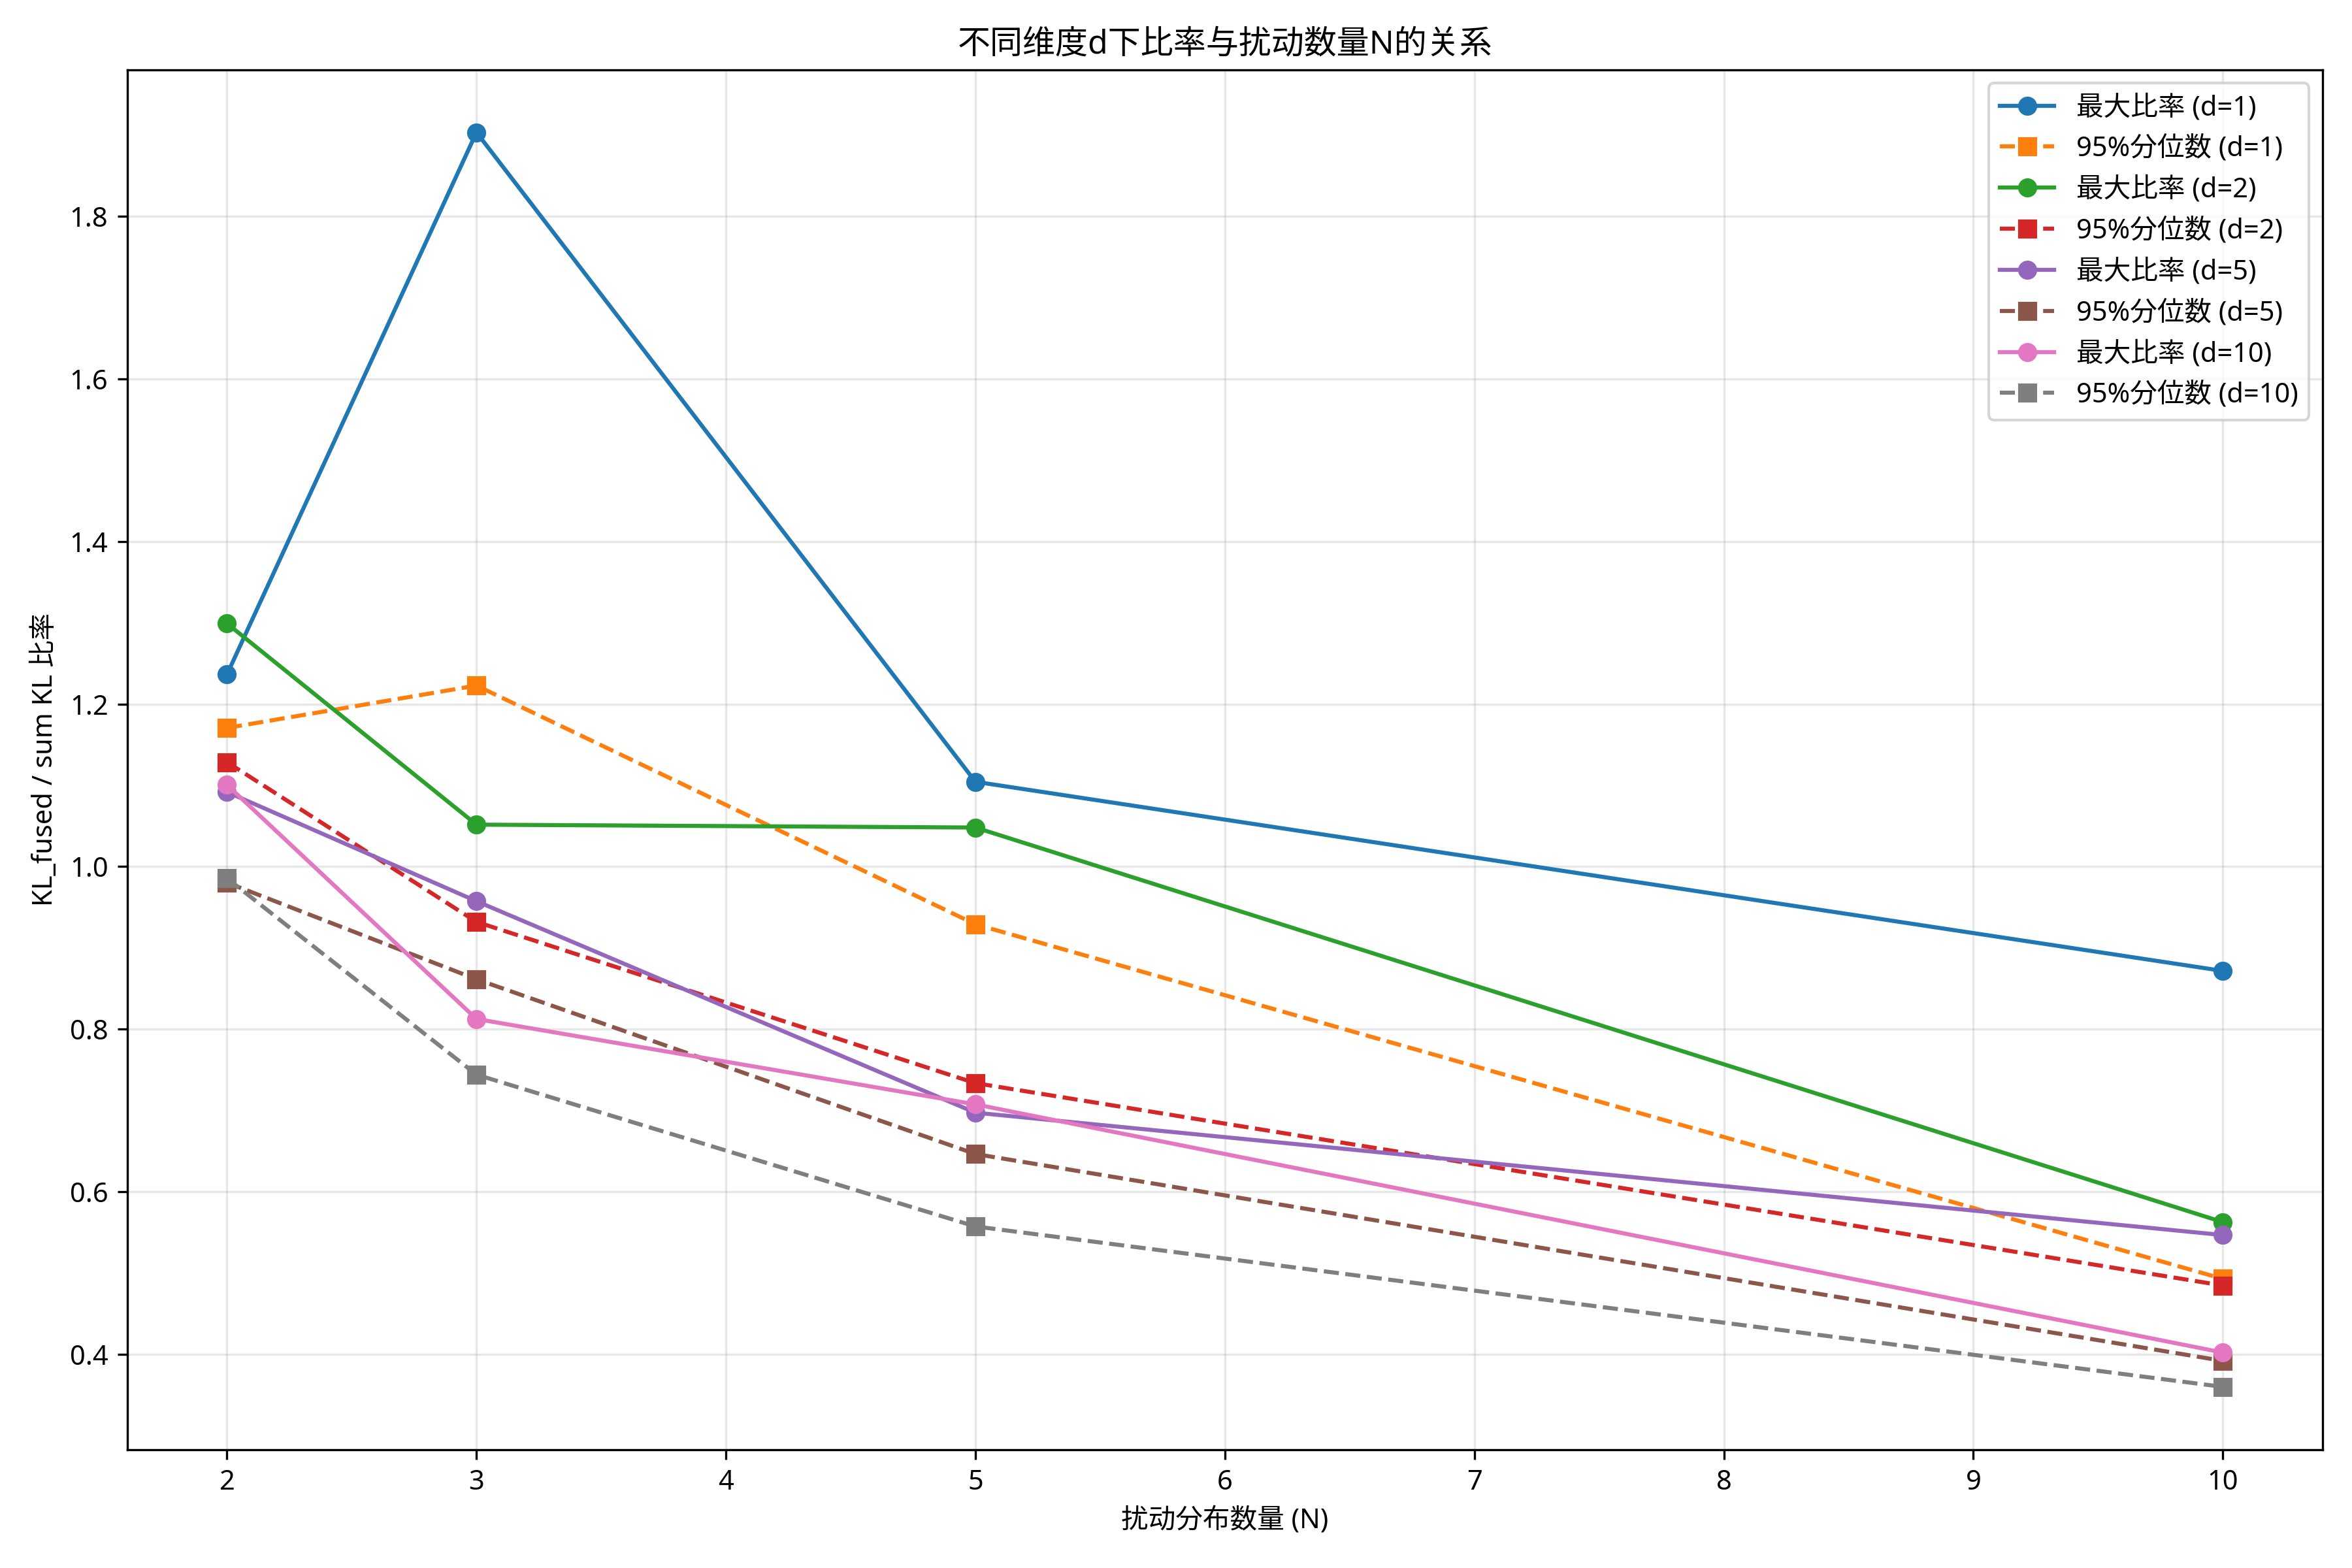 不同维度d下比率与扰动数量N的关系
最大比率 (d=1)
95%分位数 (d=1)
最大比率 (d=2)
95%分位数 (d=2)
最大比率 (d=5)
95%分位数 (d=5)
最大比率 (d=10)
95%分位数 (d=10)
KL_fused / sum KL 比率
1.8
1.6
1.4
1.2
1.0
0.8
0.6
0.4
2 3 4 5 6 7 8 9 10
扰动分布数量 (N)